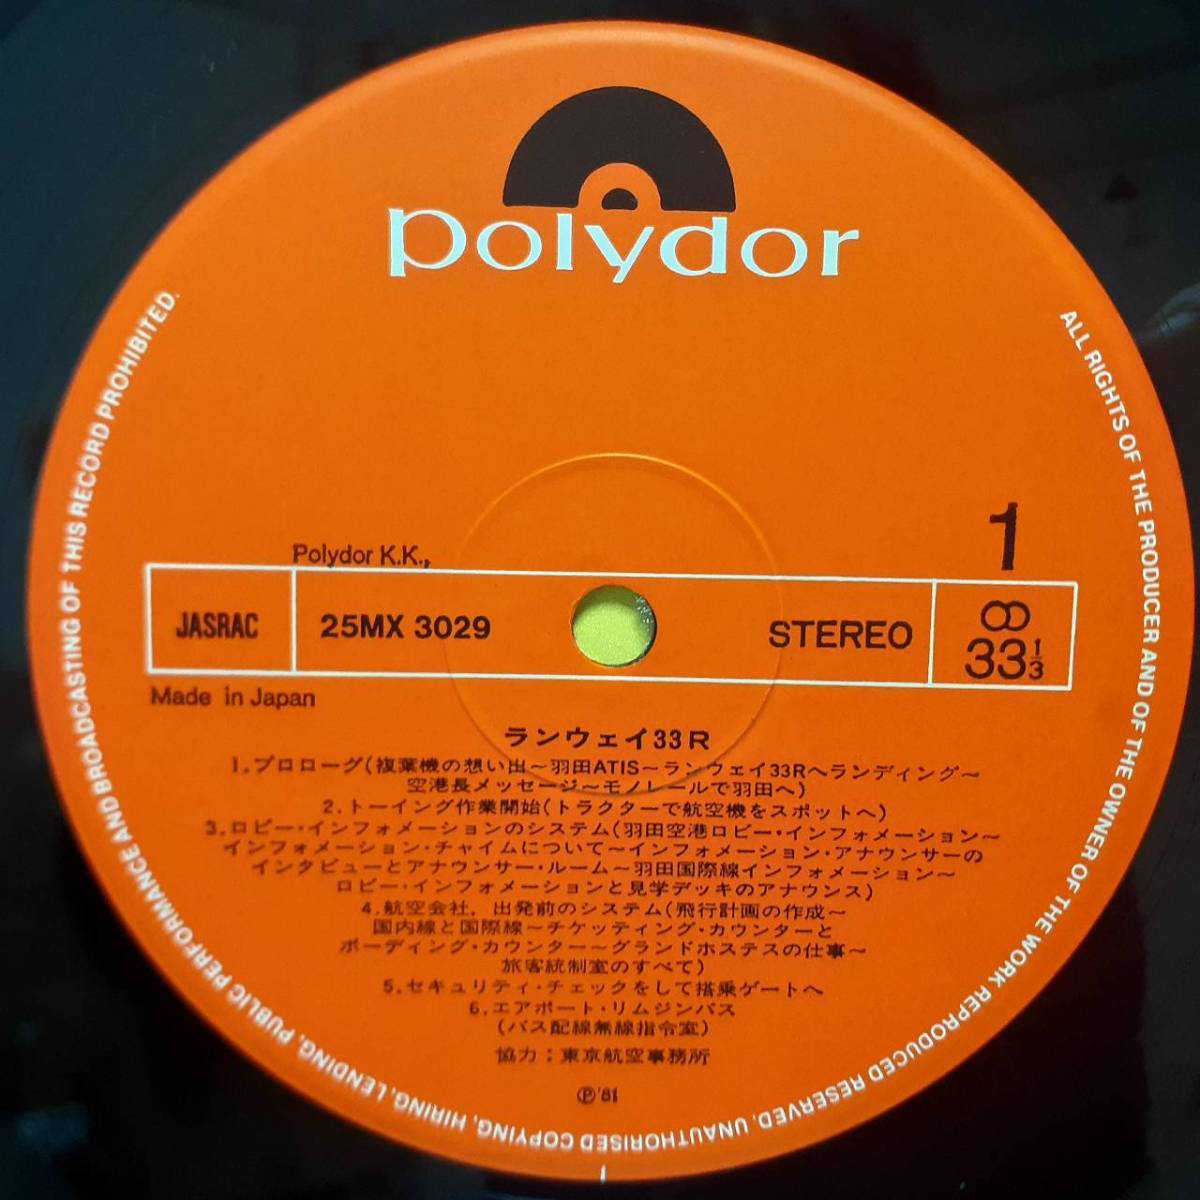 polydor
1
Polydor K.K.,
JASRAC
25MX 3029
STEREO
33 1/3
Made in Japan
ランウェイ33R
1.プロローグ(複葉機の想い出~羽田ATIS~ランウェイ33Rへランディング~
空港長メッセージ~モノレールで羽田へ)
2.トーイング作業開始(トラクターで航空機をスポットへ)
3.ロビー・インフォメーションのシステム(羽田空港ロビー・インフォメーション~
インフォメーション・チャイムについて~インフォメーション・アナウンサーの
インタビューとアナウンサー・ルーム~羽田国際線インフォメーション~
ロビー・インフォメーションと見学デッキのアナウンス)
4.航空会社,出発前のシステム(飛行計画の作成~
国内線と国際線~チケッティング・カウンターと
ボーディング・カウンター~グランドホステスの仕事~
旅客統制室のすべて)
5.セキュリティ・チェックをして搭乗ゲートへ
6.エアポート・リムジンバス
(バス配線無線指令室)
協力:東京航空事務所
Ⓟ'81
ALL RIGHTS OF THE PRODUCER AND OF THE OWNER OF THE WORK REPRODUCED RESERVED. UNAUTHORISED COPYING, HIRING, LENDING, PUBLIC PERFORMANCE AND BROADCASTING OF THIS RECORD PROHIBITED.